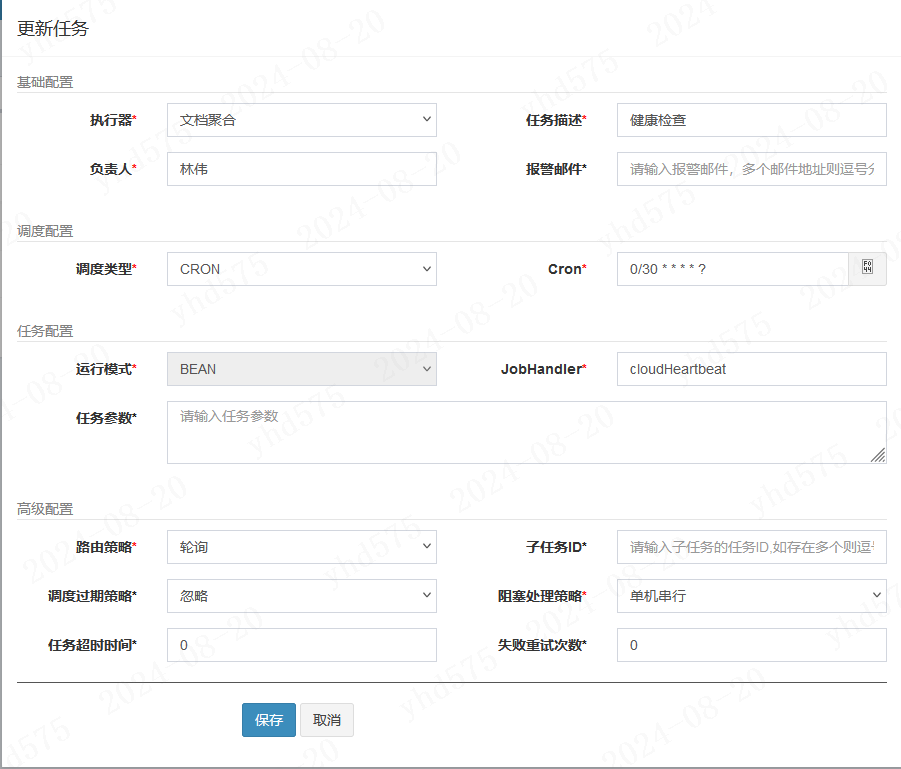 更新任务
基础配置
执行器* 文档聚合 任务描述* 健康检查
负责人* 林伟 报警邮件* 请输入报警邮件，多个邮件地址则逗号分
调度配置
调度类型* CRON Cron* 0/30 * * * * ?
任务配置
运行模式* BEAN JobHandler* cloudHeartbeat
任务参数* 请输入任务参数
高级配置
路由策略* 轮询 子任务ID* 请输入子任务的任务ID,如存在多个则逗号
调度过期策略* 忽略 阻塞处理策略* 单机串行
任务超时时间* 0 失败重试次数* 0
保存 取消
yhd575 2024-08-20